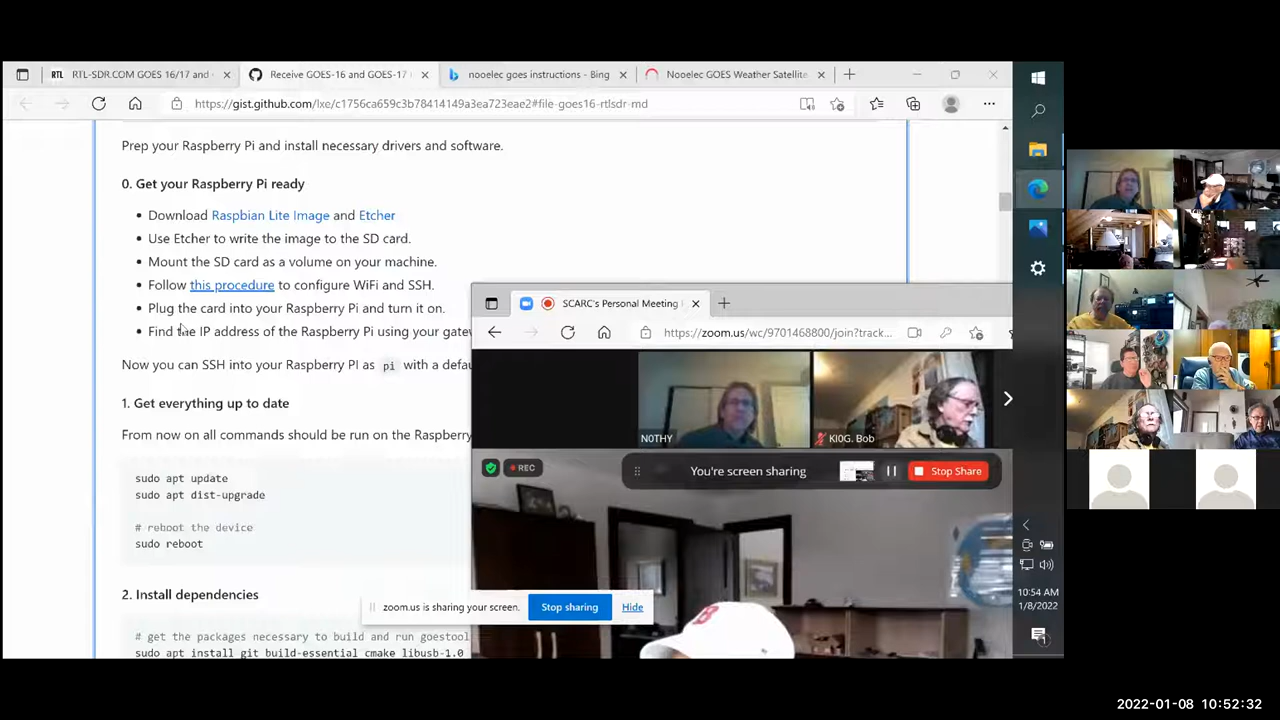 RTL RTL-SDR.COM GOES 16/17 and
Receive GOES-16 and GOES-17
nooelec goes instructions - Bing
Nooelec GOES Weather Satellite
https://gist.github.com/lxe/c1756ca659c3b78414149a3ea723eae2#file-goes16-rtlsdr-md
Prep your Raspberry Pi and install necessary drivers and software.
0. Get your Raspberry Pi ready
• Download Raspbian Lite Image and Etcher
• Use Etcher to write the image to the SD card.
• Mount the SD card as a volume on your machine.
• Follow this procedure to configure WiFi and SSH.
• Plug the card into your Raspberry Pi and turn it on.
• Find the IP address of the Raspberry Pi using your gatew
Now you can SSH into your Raspberry PI as pi with a defau
1. Get everything up to date
From now on all commands should be run on the Raspberry
sudo apt update
sudo apt dist-upgrade
# reboot the device
sudo reboot
2. Install dependencies
# get the packages necessary to build and run goestool
sudo apt install git build-essential cmake libusb-1.0
SCARC's Personal Meeting
https://zoom.us/wc/9701468800/join?track...
N0THY
KI0G. Bob
REC
You're screen sharing
Stop Share
zoom.us is sharing your screen.
Stop sharing
Hide
10:54 AM
1/8/2022
2022-01-08 10:52:32